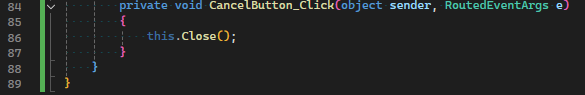 84 private void CancelButton_Click(object sender, RoutedEventArgs e)
85 {
86 this.Close();
87 }
88 }
89 }